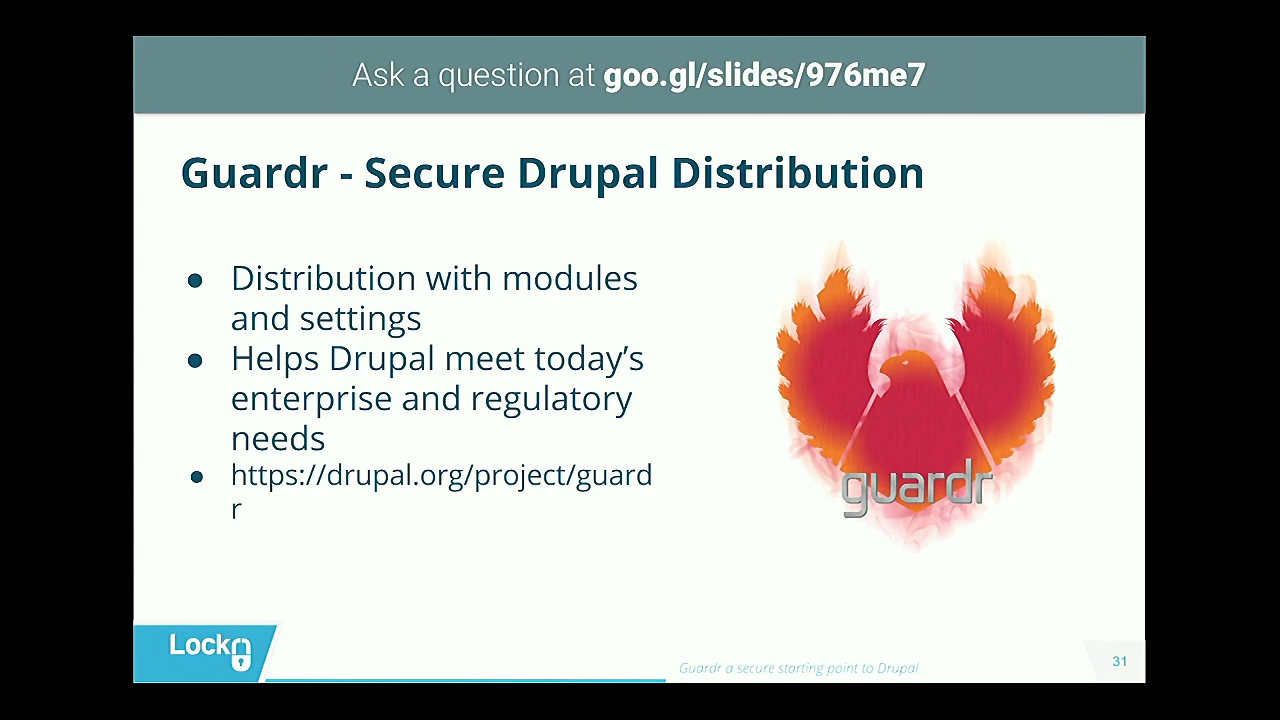 Ask a question at goo.gl/slides/976me7
Guardr - Secure Drupal Distribution
● Distribution with modules
and settings
● Helps Drupal meet today’s
enterprise and regulatory
needs
● https://drupal.org/project/guard
r
guardr
Lockr
Guardr a secure starting point to Drupal
31